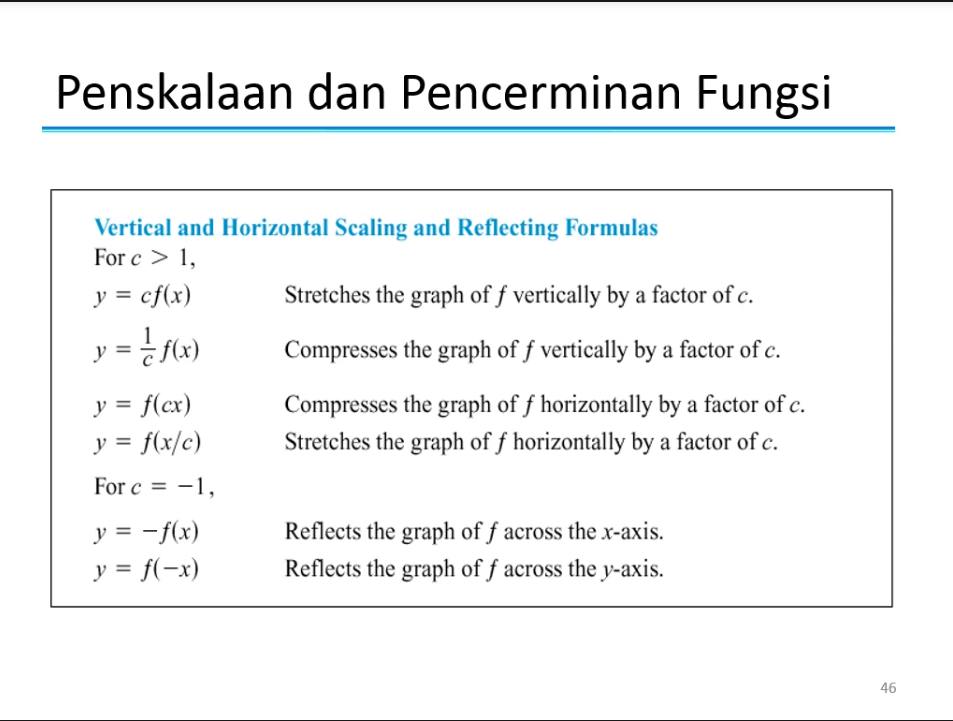 Penskalaan dan Pencerminan Fungsi
Vertical and Horizontal Scaling and Reflecting Formulas
For c > 1,
y = cf(x) Stretches the graph of f vertically by a factor of c.
y = 1/c f(x) Compresses the graph of f vertically by a factor of c.
y = f(cx) Compresses the graph of f horizontally by a factor of c.
y = f(x/c) Stretches the graph of f horizontally by a factor of c.
For c = −1,
y = −f(x) Reflects the graph of f across the x-axis.
y = f(−x) Reflects the graph of f across the y-axis.
46